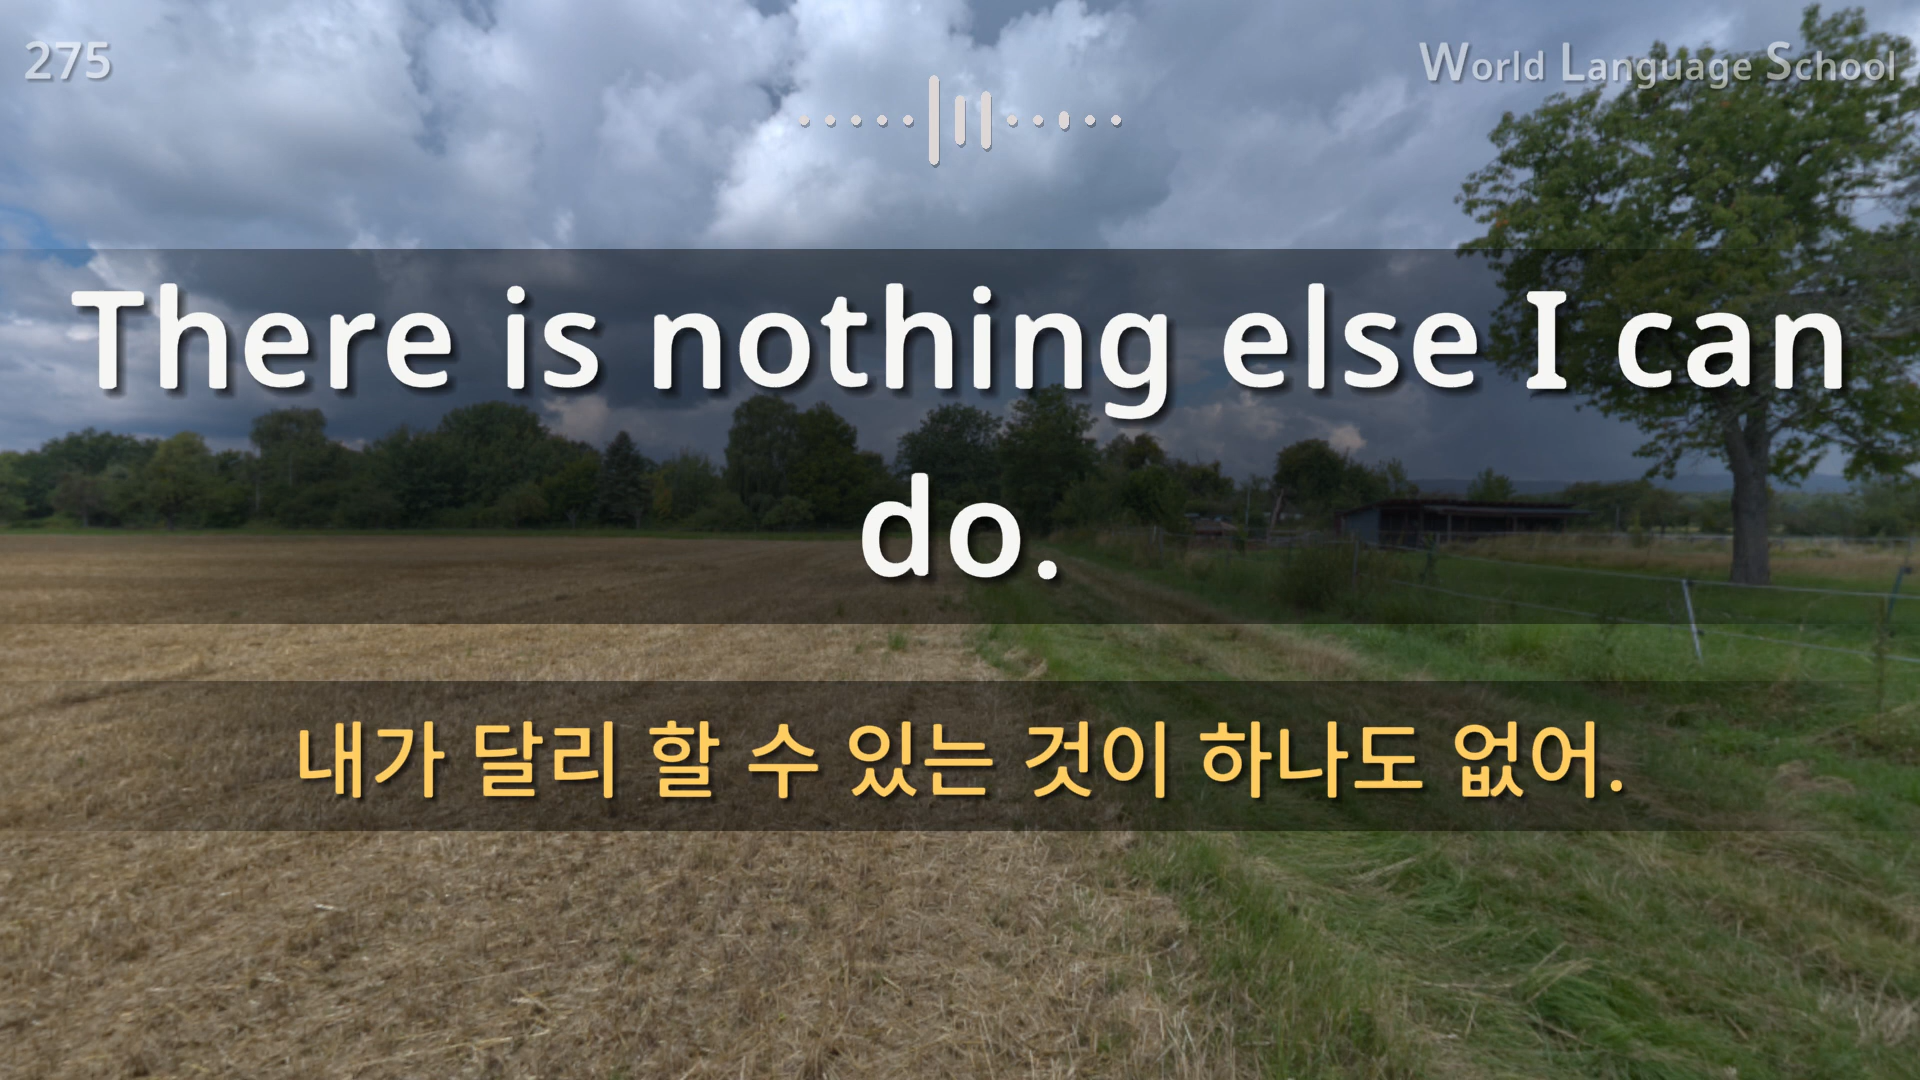 275
World Language School
There is nothing else I can
do.
내가 달리 할 수 있는 것이 하나도 없어.